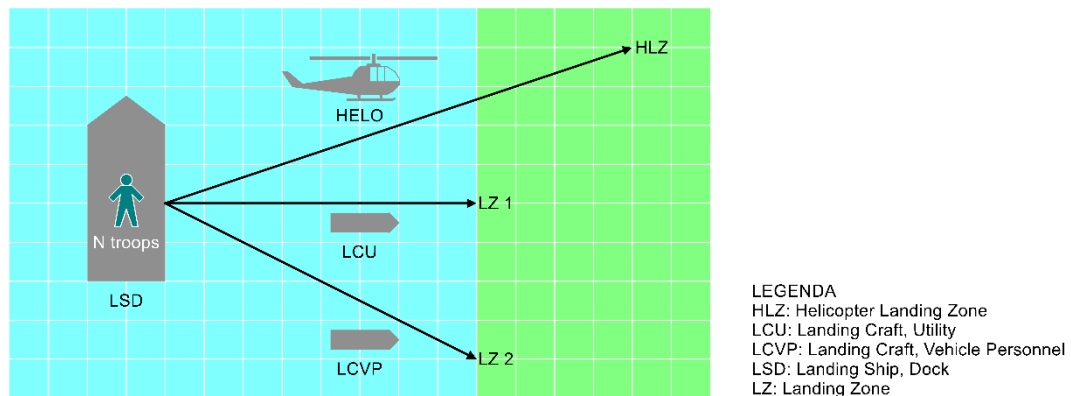 HLZ
HELO
LZ 1
N troops
LCU
LSD
LCVP
LZ 2
LEGENDA
HLZ: Helicopter Landing Zone
LCU: Landing Craft, Utility
LCVP: Landing Craft, Vehicle Personnel
LSD: Landing Ship, Dock
LZ: Landing Zone